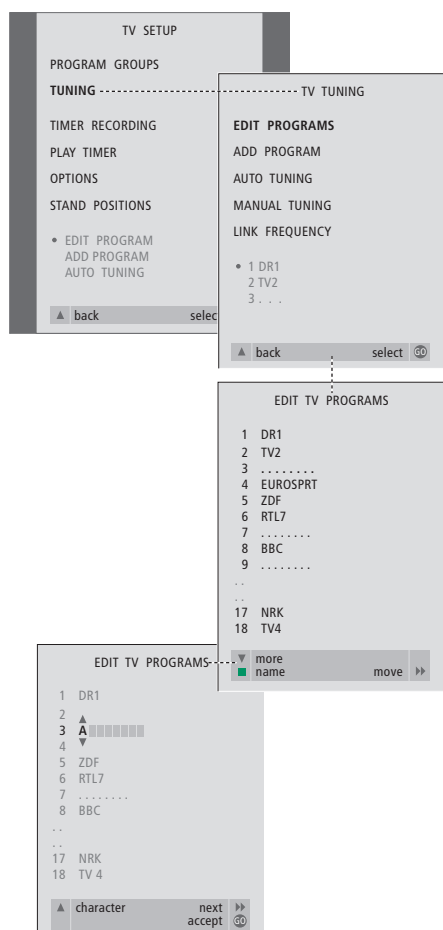 TV SETUP
PROGRAM GROUPS
TUNING
TIMER RECORDING
PLAY TIMER
OPTIONS
STAND POSITIONS
• EDIT PROGRAM
ADD PROGRAM
AUTO TUNING
▲ back selec
TV TUNING
EDIT PROGRAMS
ADD PROGRAM
AUTO TUNING
MANUAL TUNING
LINK FREQUENCY
• 1 DR1
2 TV2
3 . . .
▲ back select GO
EDIT TV PROGRAMS
1 DR1
2 TV2
3 ........
4 EUROSPRT
5 ZDF
6 RTL7
7 ........
8 BBC
9 ........
..
..
17 NRK
18 TV4
▼ more
name move
EDIT TV PROGRAMS
1 DR1
2
3 A
4
5 ZDF
6 RTL7
7 ........
8 BBC
..
..
17 NRK
18 TV 4
▲ character next
accept GO